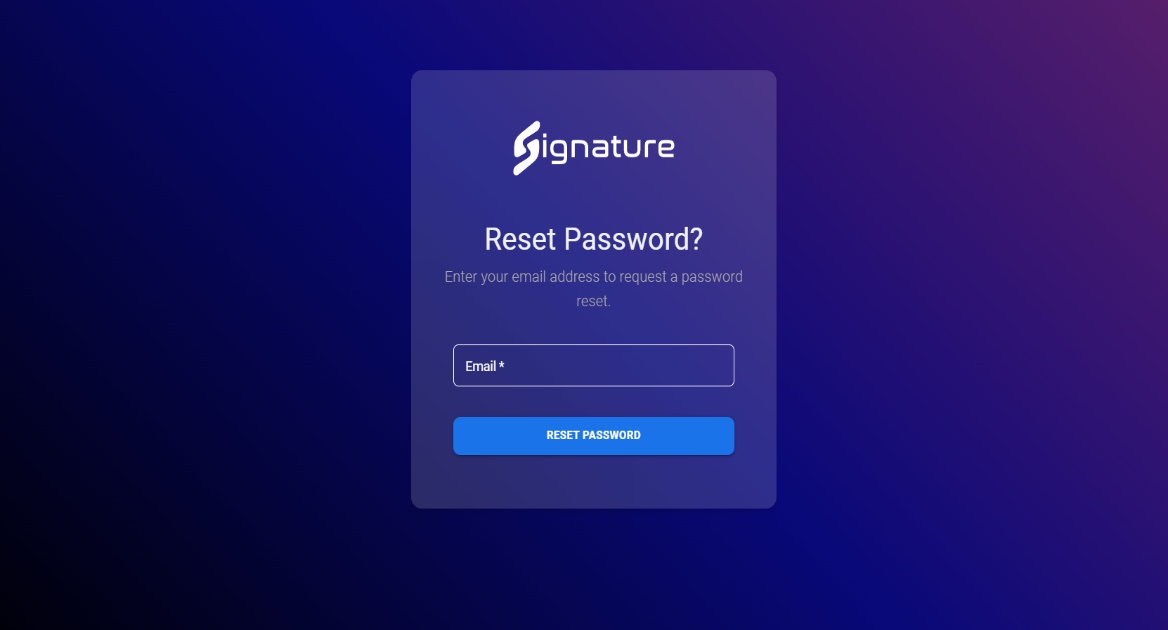 Signature
Reset Password?
Enter your email address to request a password
reset.
Email *
RESET PASSWORD